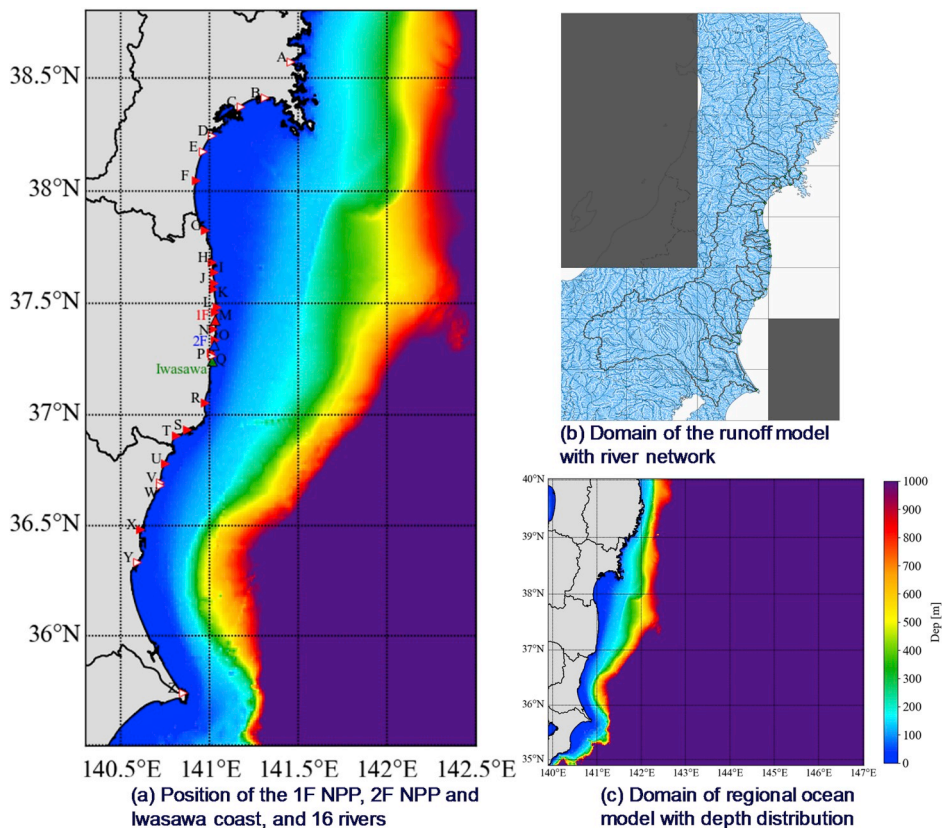 38.5°N
38°N
37.5°N
37°N
36.5°N
36°N
140.5°E
141°E
141.5°E
142°E
142.5°E
A
B
C
D
E
F
G
H
I
J
K
L
1F
M
N
O
2F
P
Q
Iwasawa
R
S
T
U
V
W
X
Y
Z
(a) Position of the 1F NPP, 2F NPP and
Iwasawa coast, and 16 rivers
(b) Domain of the runoff model
with river network
40°N
39°N
38°N
37°N
36°N
35°N
140°E
141°E
142°E
143°E
144°E
145°E
146°E
147°E
1000
900
800
700
600
500
400
300
200
100
0
Dep [m]
(c) Domain of regional ocean
model with depth distribution